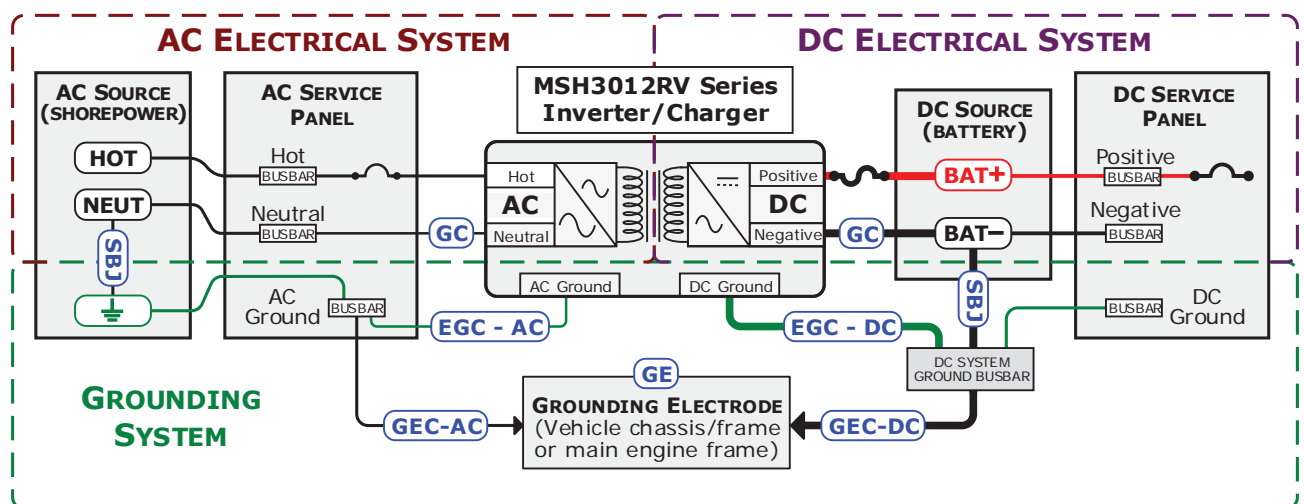 AC ELECTRICAL SYSTEM
DC ELECTRICAL SYSTEM
MSH3012RV Series
Inverter/Charger
AC SOURCE
(SHOREPOWER)
HOT
NEUT
SBJ
AC SERVICE
PANEL
Hot
BUSBAR
Neutral
BUSBAR
AC
Ground
BUSBAR
GC
Hot
AC
Neutral
AC Ground
Positive
DC
Negative
DC Ground
GC
DC SOURCE
(BATTERY)
BAT+
BAT−
SBJ
DC SERVICE
PANEL
Positive
BUSBAR
Negative
BUSBAR
BUSBAR
DC
Ground
EGC - AC
EGC - DC
DC SYSTEM
GROUND BUSBAR
GROUNDING
SYSTEM
GEC-AC
GE
GROUNDING ELECTRODE
(Vehicle chassis/frame
or main engine frame)
GEC-DC